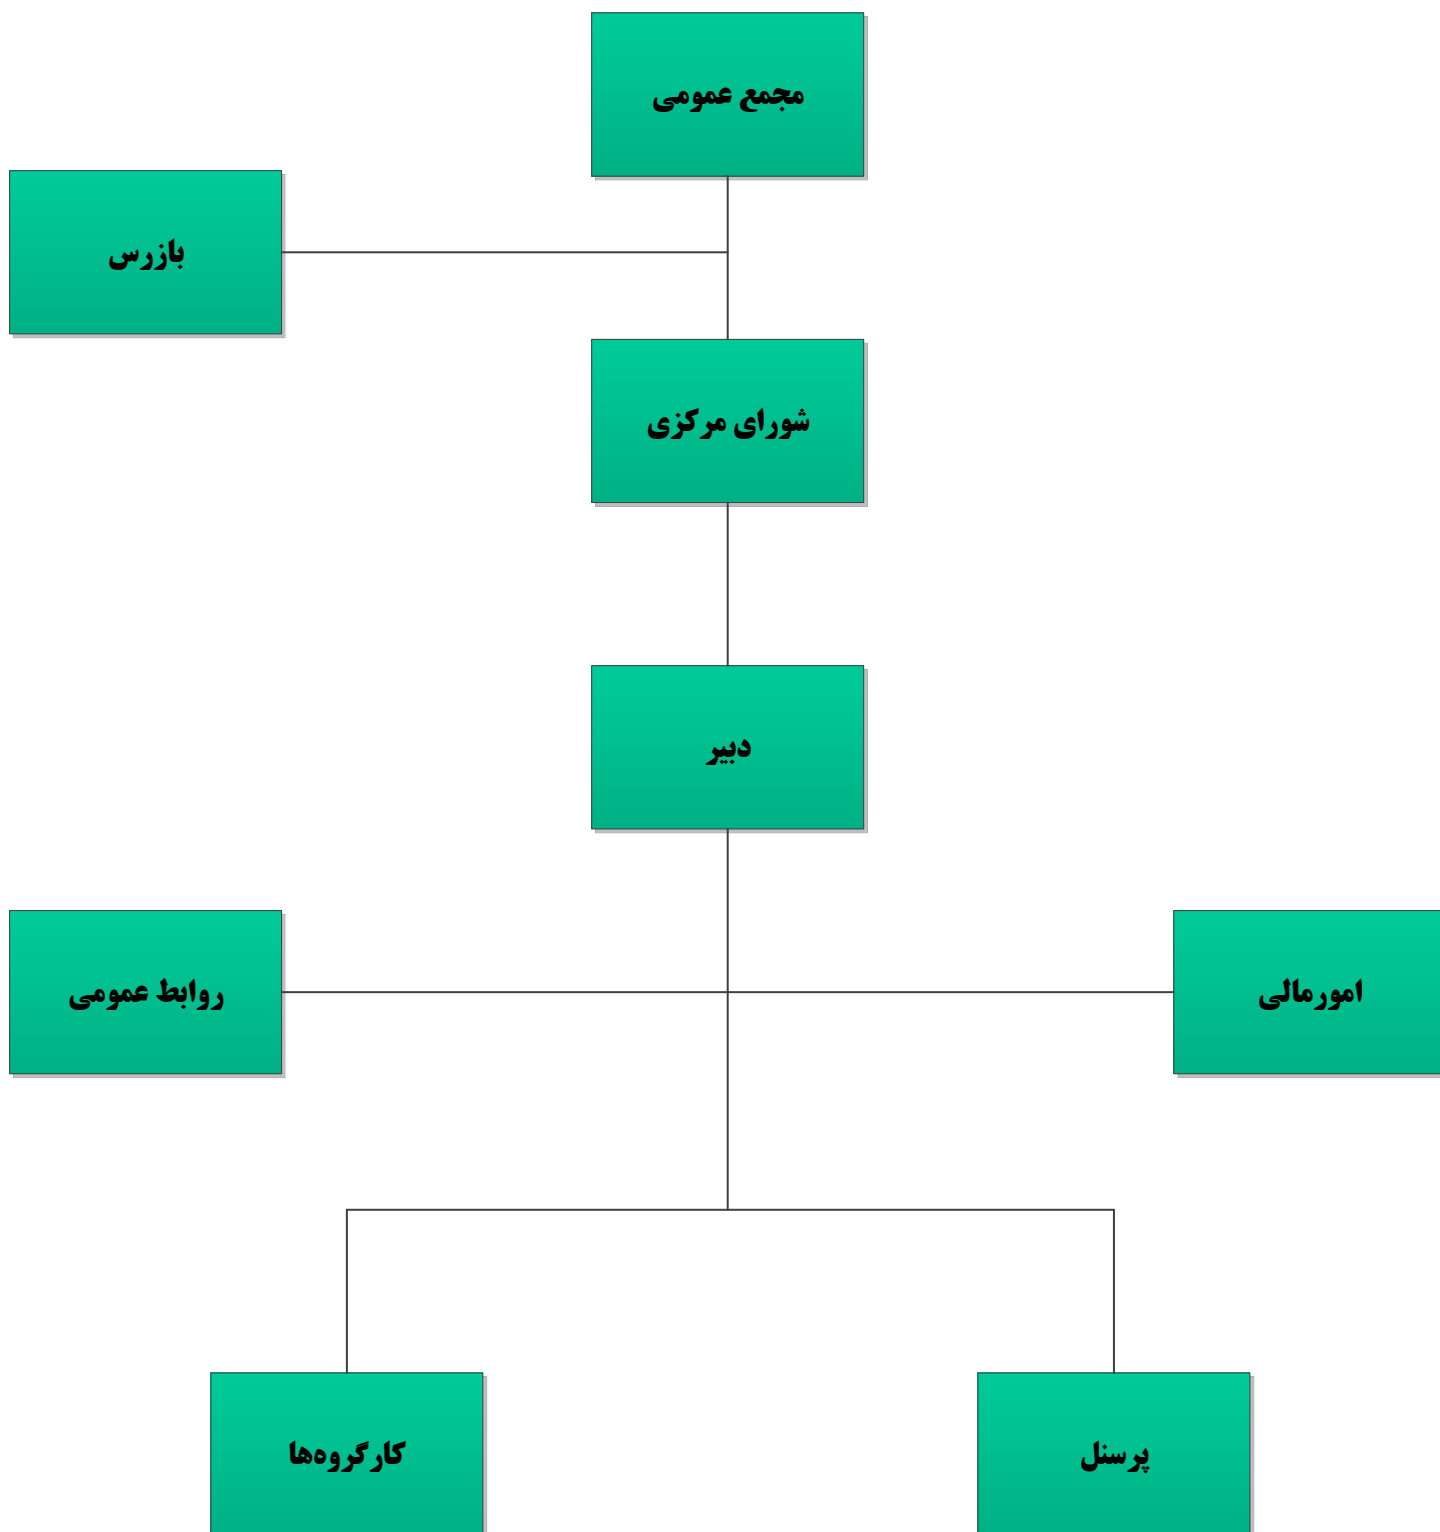 مجمع عمومی
بازرس
شورای مرکزی
دبیر
امورمالی
روابط عمومی
پرسنل
کارگروه‌ها